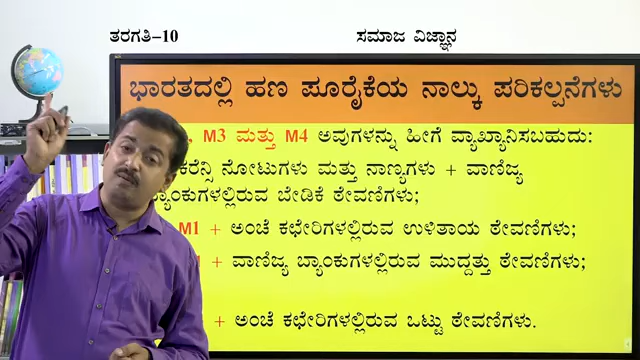 ತರಗತಿ–10 ಸಮಾಜ ವಿಜ್ಞಾನ
ಭಾರತದಲ್ಲಿ ಹಣ ಪೂರೈಕೆಯ ನಾಲ್ಕು ಪರಿಕಲ್ಪನೆಗಳು
, M3 ಮತ್ತು M4 ಅವುಗಳನ್ನು ಹೀಗೆ ವ್ಯಾಖ್ಯಾನಿಸಬಹುದು:
ಕರೆನ್ಸಿ ನೋಟುಗಳು ಮತ್ತು ನಾಣ್ಯಗಳು + ವಾಣಿಜ್ಯ
ಬ್ಯಾಂಕುಗಳಲ್ಲಿರುವ ಬೇಡಿಕೆ ಠೇವಣಿಗಳು;
M1 + ಅಂಚೆ ಕಛೇರಿಗಳಲ್ಲಿರುವ ಉಳಿತಾಯ ಠೇವಣಿಗಳು;
+ ವಾಣಿಜ್ಯ ಬ್ಯಾಂಕುಗಳಲ್ಲಿರುವ ಮುದ್ದತ್ತು ಠೇವಣಿಗಳು;
+ ಅಂಚೆ ಕಛೇರಿಗಳಲ್ಲಿರುವ ಒಟ್ಟು ಠೇವಣಿಗಳು.